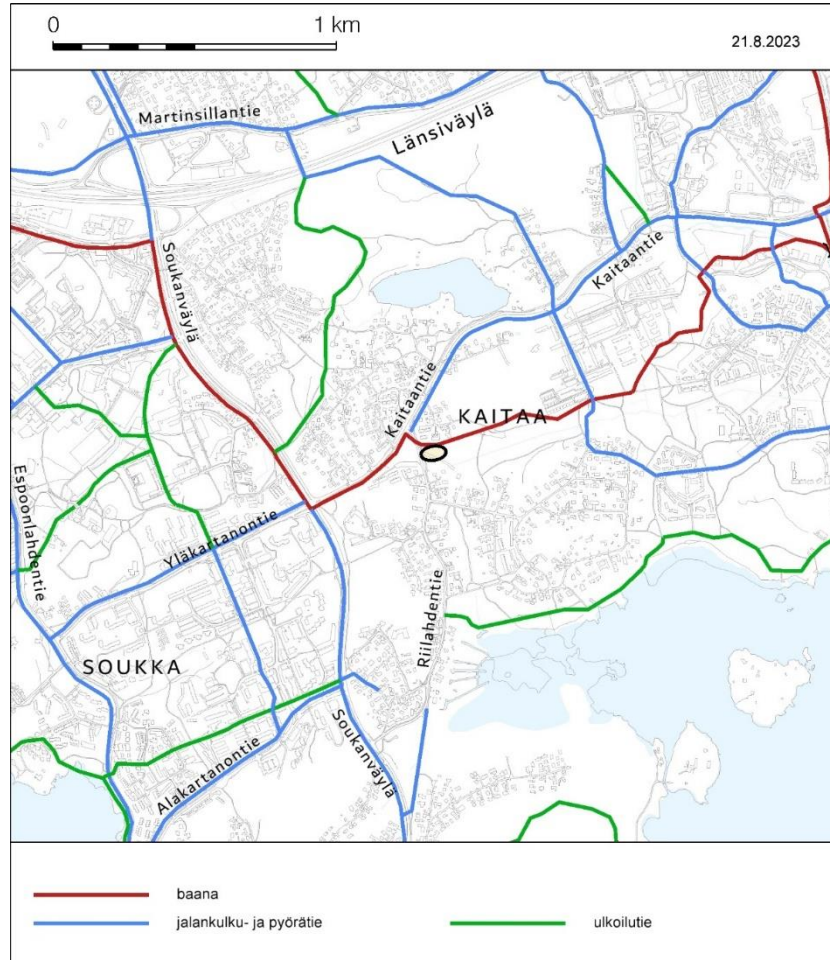 0 1 km
21.8.2023
Martinsillantie
Länsiväylä
Soukanväylä
Kaitaantie
Kaitaantie
KAITAA
Espoonlahdentie
Yläkartanontie
Riilahdentie
SOUKKA
Alakartanontie
Soukanväylä
baana
jalankulku- ja pyörätie
ulkoilutie